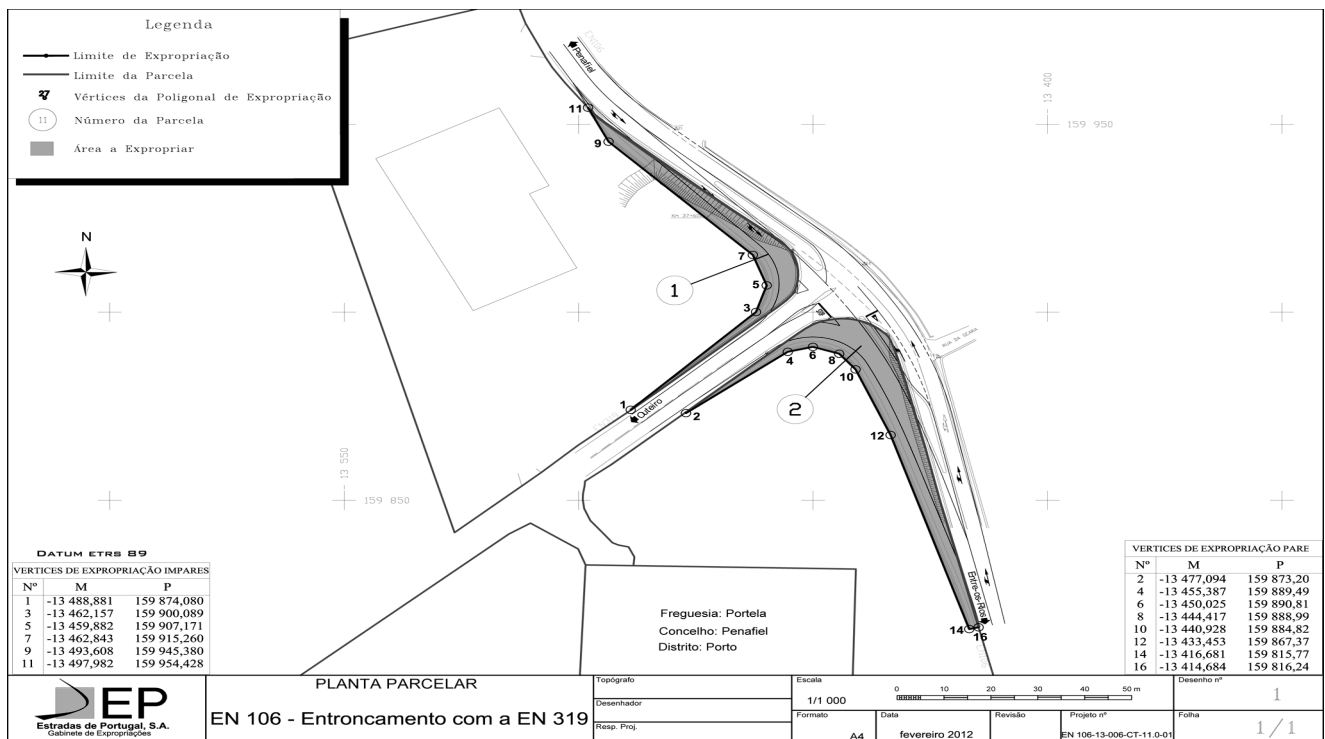 Legenda
Limite de Expropriação
Limite da Parcela
27 Vértices da Poligonal de Expropriação
11 Número da Parcela
Área a Expropriar
N
EN106
Penafiel
13 400
159 950
11
9
7
1
5
3
4
6
8
10
RUA DA
1
Outeiro
2
2
12
13 550
159 850
Entre-os-Rios
14
16
DATUM ETRS 89
VERTICES DE EXPROPRIAÇÃO IMPARES
Nº M P
1 -13 488,881 159 874,080
3 -13 462,157 159 900,089
5 -13 459,882 159 907,171
7 -13 462,843 159 915,260
9 -13 493,608 159 945,380
11 -13 497,982 159 954,428
VERTICES DE EXPROPRIAÇÃO PARE
Nº M P
2 -13 477,094 159 873,20
4 -13 455,387 159 889,49
6 -13 450,025 159 890,81
8 -13 444,417 159 888,99
10 -13 440,928 159 884,82
12 -13 433,453 159 867,37
14 -13 416,681 159 815,77
16 -13 414,684 159 816,24
Freguesia: Portela
Concelho: Penafiel
Distrito: Porto
EP
Estradas de Portugal, S.A.
Gabinete de Expropriações
PLANTA PARCELAR
EN 106 - Entroncamento com a EN 319
Topógrafo
Desenhador
Resp. Proj.
Escala
1/1 000
0 10 20 30 40 50 m
Desenho nº
1
Formato
A4
Data
fevereiro 2012
Revisão
Projeto nº
EN 106-13-006-CT-11.0-01
Folha
1/1